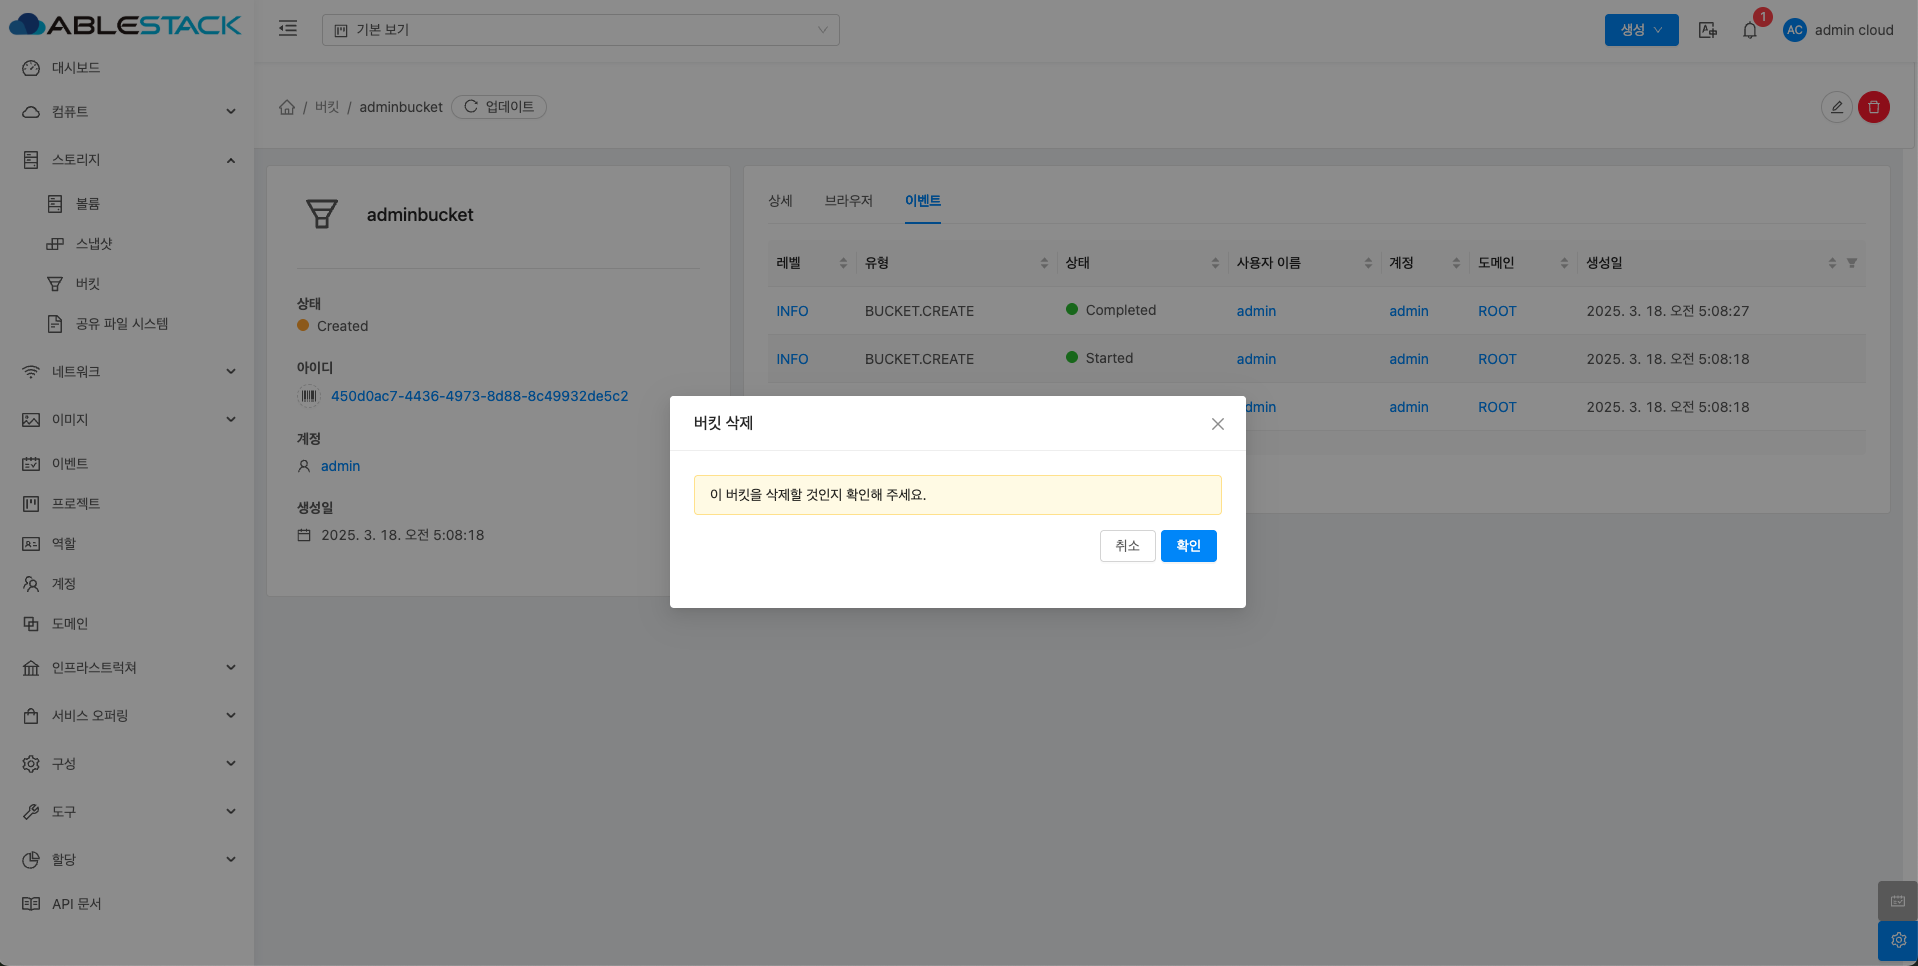 ABLESTACK
기본 보기
생성
1
AC
admin cloud
대시보드
컴퓨트
스토리지
볼륨
스냅샷
버킷
공유 파일 시스템
네트워크
이미지
이벤트
프로젝트
역할
계정
도메인
인프라스트럭쳐
서비스 오퍼링
구성
도구
할당
API 문서
/ 버킷 / adminbucket 업데이트
adminbucket
상태
Created
아이디
450d0ac7-4436-4973-8d88-8c49932de5c2
계정
admin
생성일
2025. 3. 18. 오전 5:08:18
상세 브라우저 이벤트
레벨 유형 상태 사용자 이름 계정 도메인 생성일
INFO BUCKET.CREATE Completed admin admin ROOT 2025. 3. 18. 오전 5:08:27
INFO BUCKET.CREATE Started admin admin ROOT 2025. 3. 18. 오전 5:08:18
dmin admin ROOT 2025. 3. 18. 오전 5:08:18
버킷 삭제
이 버킷을 삭제할 것인지 확인해 주세요.
취소 확인